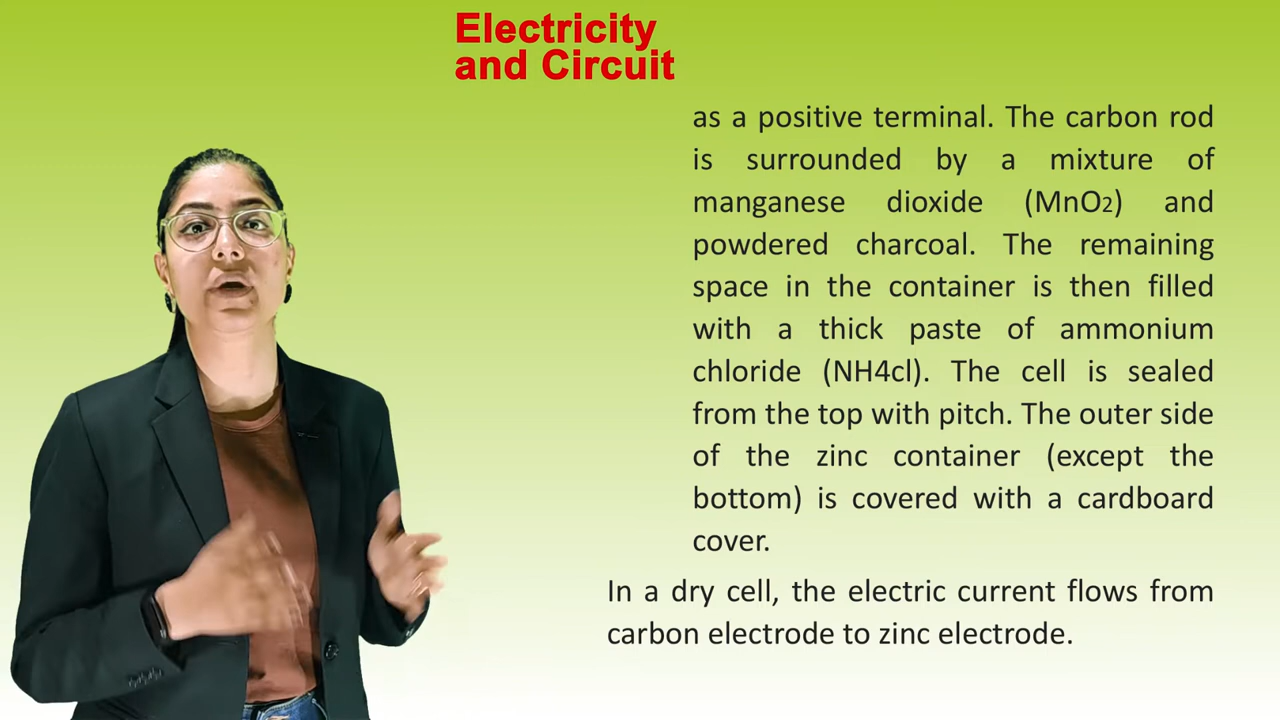 Electricity
and Circuit
as a positive terminal. The carbon rod
is surrounded by a mixture of
manganese dioxide (MnO2) and
powdered charcoal. The remaining
space in the container is then filled
with a thick paste of ammonium
chloride (NH4cl). The cell is sealed
from the top with pitch. The outer side
of the zinc container (except the
bottom) is covered with a cardboard
cover.
In a dry cell, the electric current flows from
carbon electrode to zinc electrode.